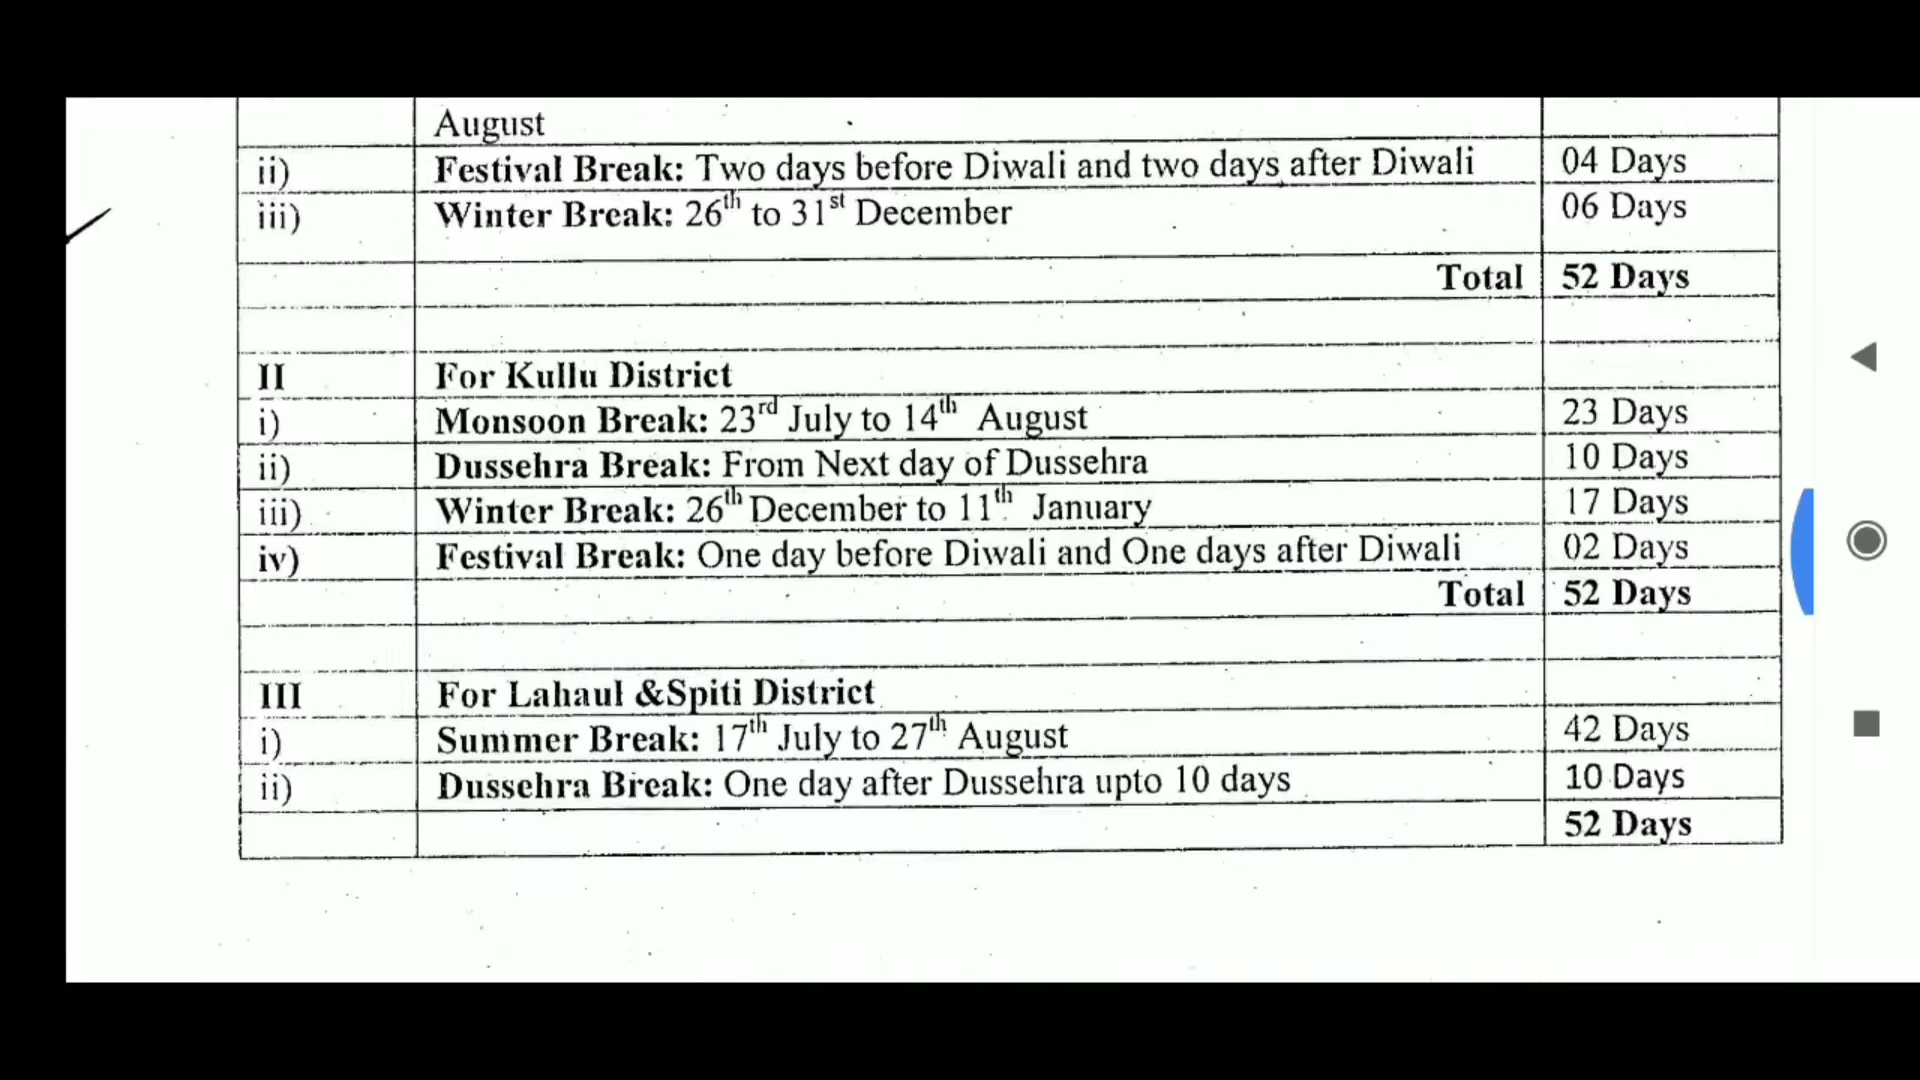 August
ii) Festival Break: Two days before Diwali and two days after Diwali 04 Days
iii) Winter Break: 26th to 31st December 06 Days
Total 52 Days
II For Kullu District
i) Monsoon Break: 23rd July to 14th August 23 Days
ii) Dussehra Break: From Next day of Dussehra 10 Days
iii) Winter Break: 26th December to 11th January 17 Days
iv) Festival Break: One day before Diwali and One days after Diwali 02 Days
Total 52 Days
III For Lahaul &Spiti District
i) Summer Break: 17th July to 27th August 42 Days
ii) Dussehra Break: One day after Dussehra upto 10 days 10 Days
52 Days